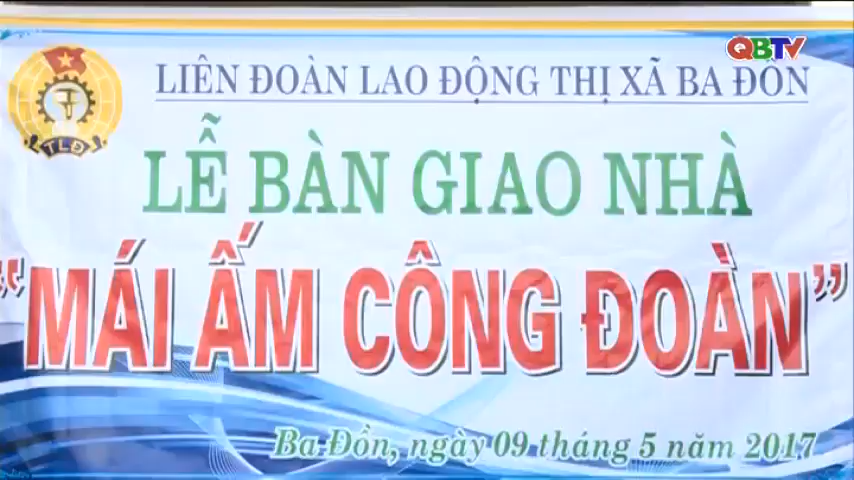 QBTV
LIÊN ĐOÀN LAO ĐỘNG THỊ XÃ BA ĐỒN
TLĐ
LỄ BÀN GIAO NHÀ
“MÁI ẤM CÔNG ĐOÀN”
Ba Đồn, ngày 09 tháng 5 năm 2017